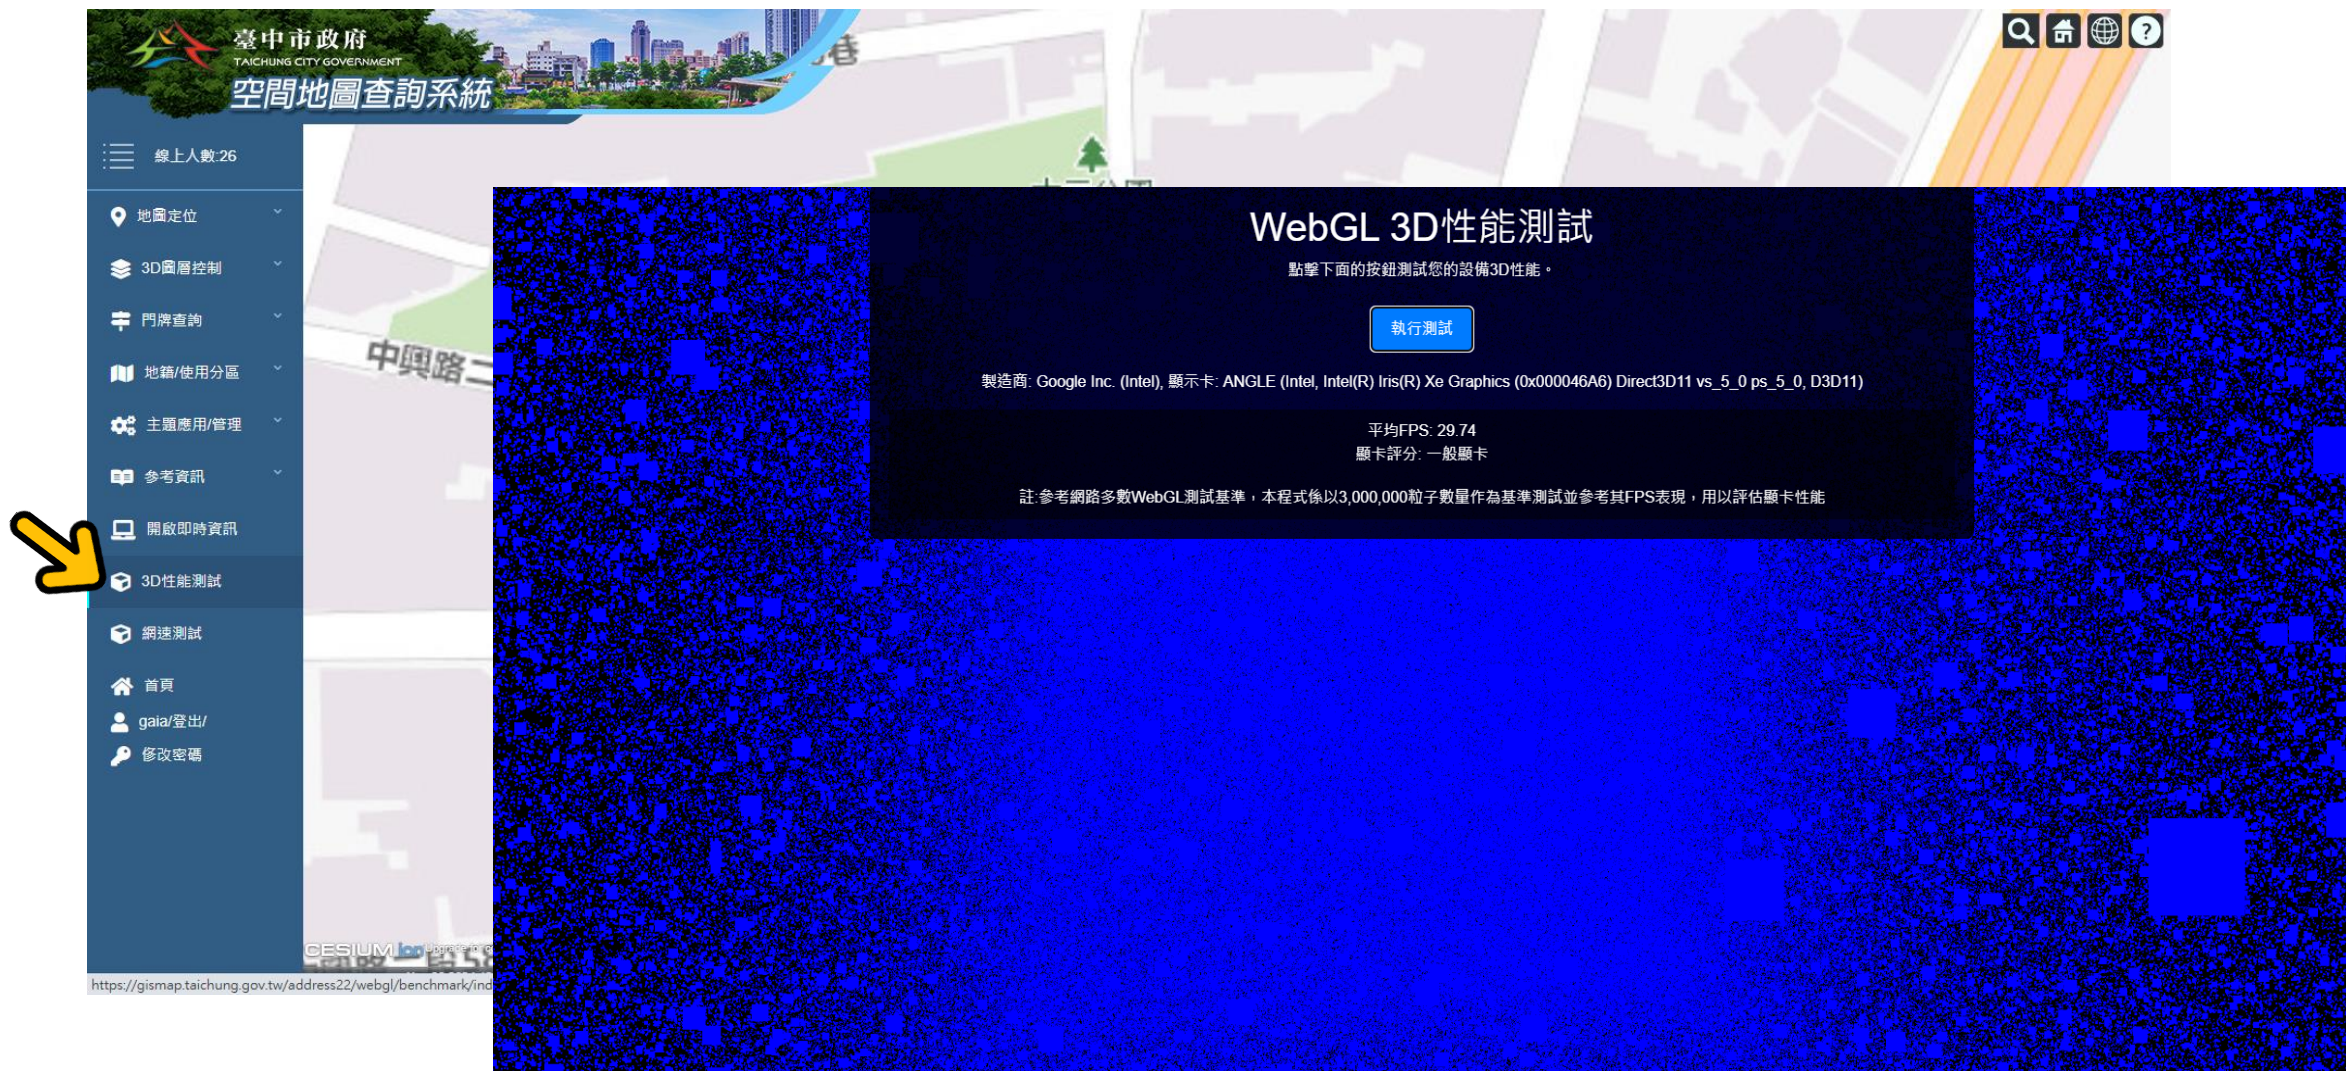 臺中市政府
TAICHUNG CITY GOVERNMENT
空間地圖查詢系統
線上人數:26
地圖定位
3D圖層控制
門牌查詢
地籍/使用分區
主題應用/管理
參考資訊
開啟即時資訊
3D性能測試
網速測試
首頁
gaia/登出/
修改密碼
巷
中興路二
CESIUM ion
https://gismap.taichung.gov.tw/address22/webgl/benchmark/ind
WebGL 3D性能測試
點擊下面的按鈕測試您的設備3D性能。
執行測試
製造商: Google Inc. (Intel), 顯示卡: ANGLE (Intel, Intel(R) Iris(R) Xe Graphics (0x000046A6) Direct3D11 vs_5_0 ps_5_0, D3D11)
平均FPS: 29.74
顯卡評分: 一般顯卡
註:參考網路多數WebGL測試基準，本程式係以3,000,000粒子數量作為基準測試並參考其FPS表現，用以評估顯卡性能